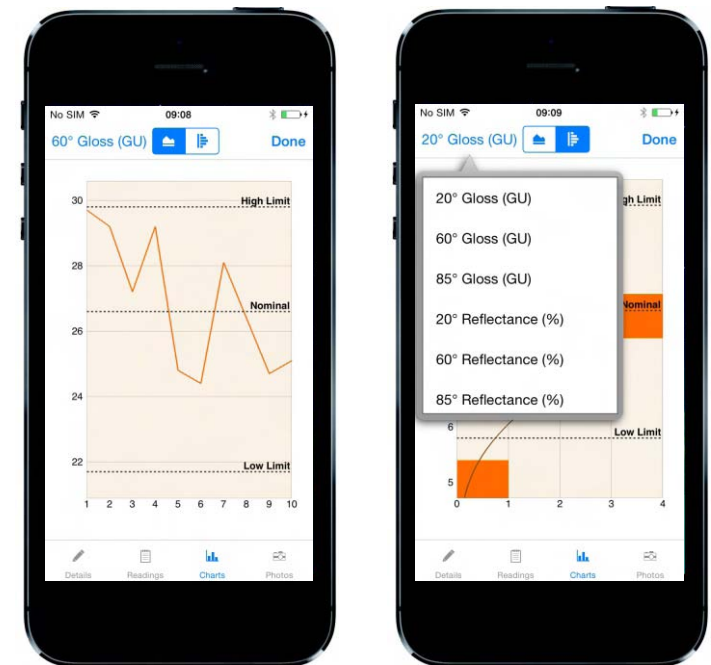 No SIM 09:08
60° Gloss (GU) Done
30
High Limit
28
Nominal
26
24
22
Low Limit
1 2 3 4 5 6 7 8 9 10
Details Readings Charts Photos
No SIM 09:09
20° Gloss (GU) Done
20° Gloss (GU)
gh Limit
60° Gloss (GU)
85° Gloss (GU)
20° Reflectance (%)
Nominal
60° Reflectance (%)
85° Reflectance (%)
6
Low Limit
5
0 1 2 3 4
Details Readings Charts Photos